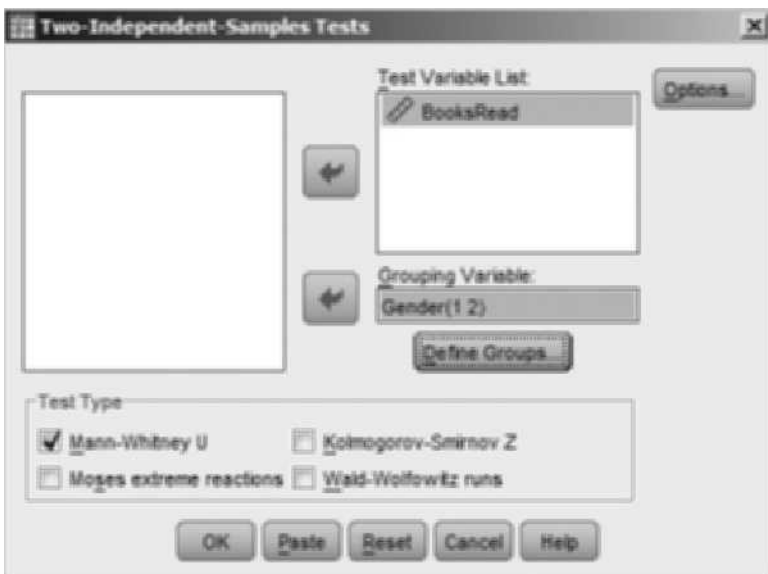 Two-Independent-Samples Tests
Test Variable List:
Options...
BooksRead
Grouping Variable:
Gender(1 2)
Define Groups...
Test Type
Mann-Whitney U
Kolmogorov-Smirnov Z
Moses extreme reactions
Wald-Wolfowitz runs
OK
Paste
Reset
Cancel
Help